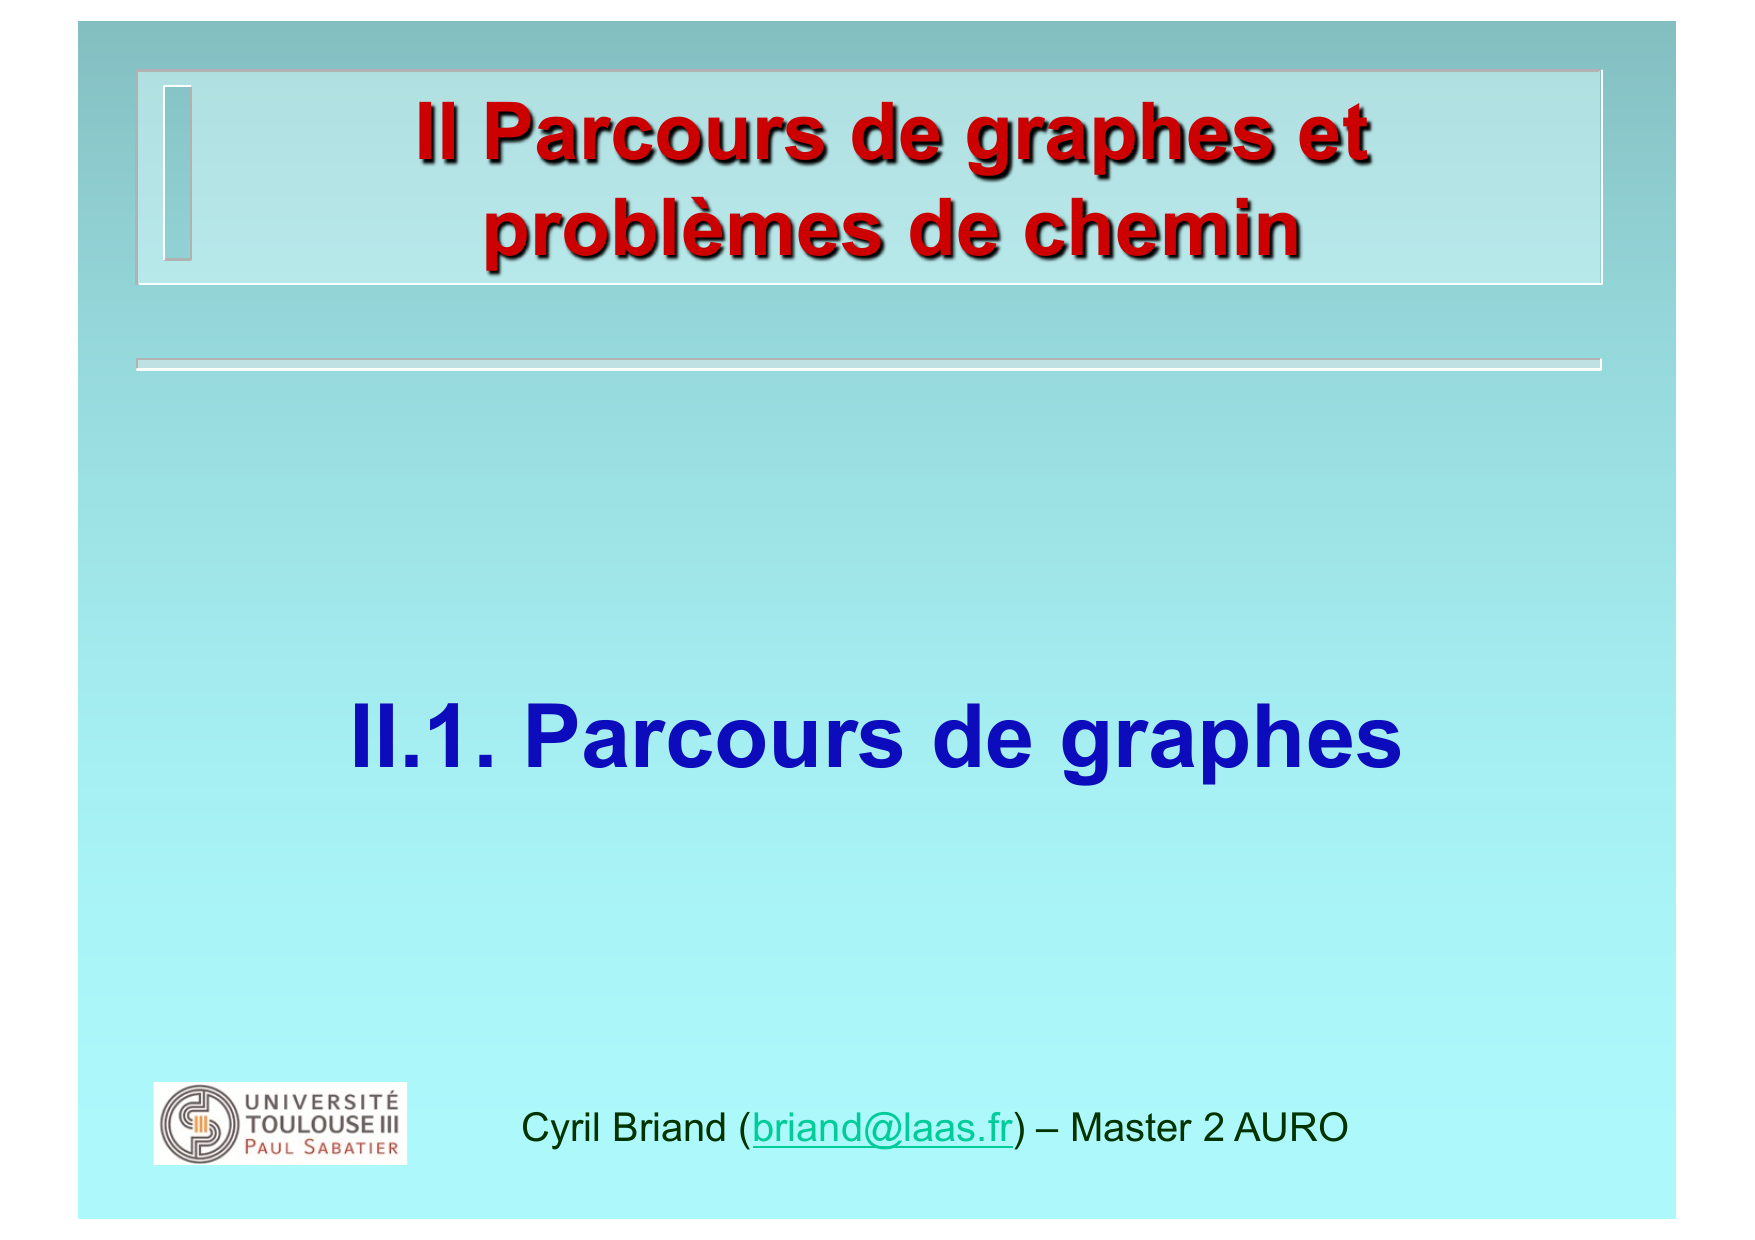 II Parcours de graphes et
problèmes de chemin
II.1. Parcours de graphes
UNIVERSITÉ
TOULOUSE III
PAUL SABATIER
Cyril Briand (briand@laas.fr) – Master 2 AURO